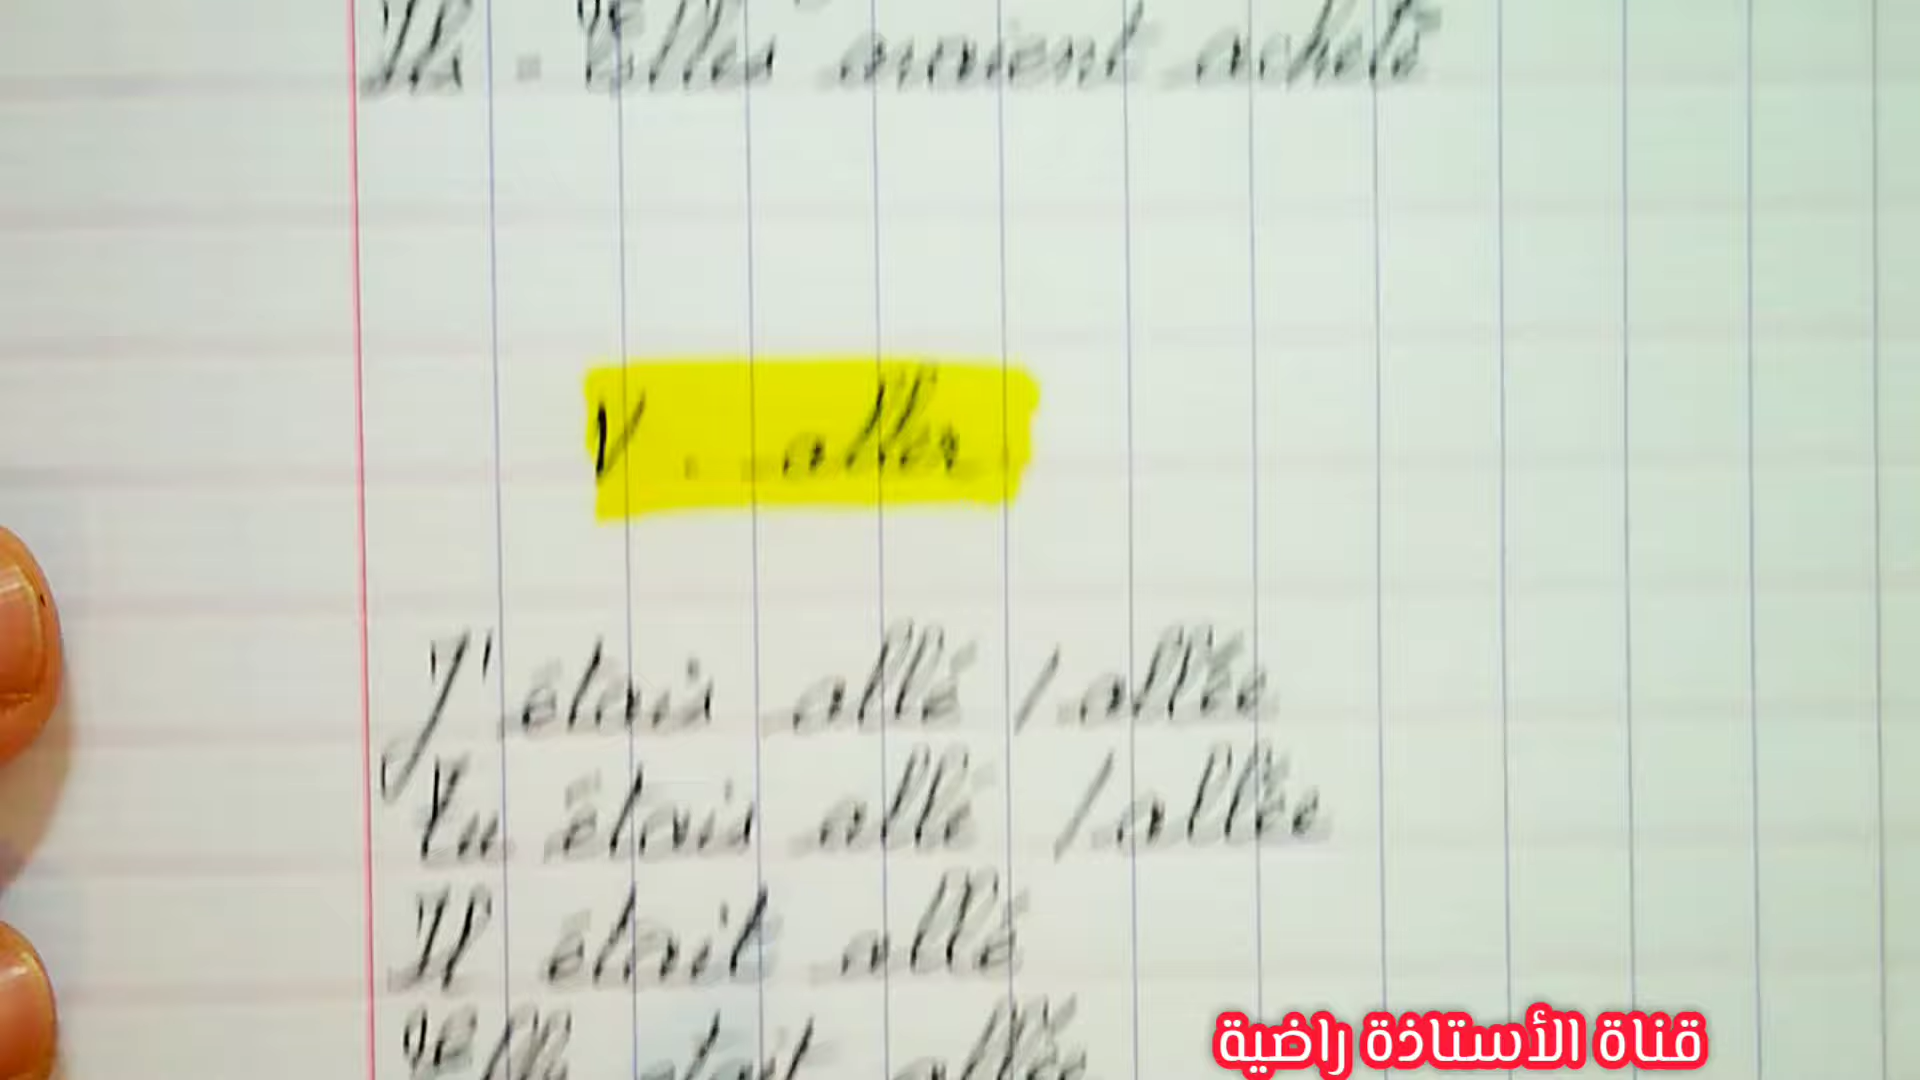 Ils - Elles avaient acheté
V. aller
J'étais allé / allée
Tu étais allé / allée
Il était allé
Elle était allée
قناة الأستاذة راضية